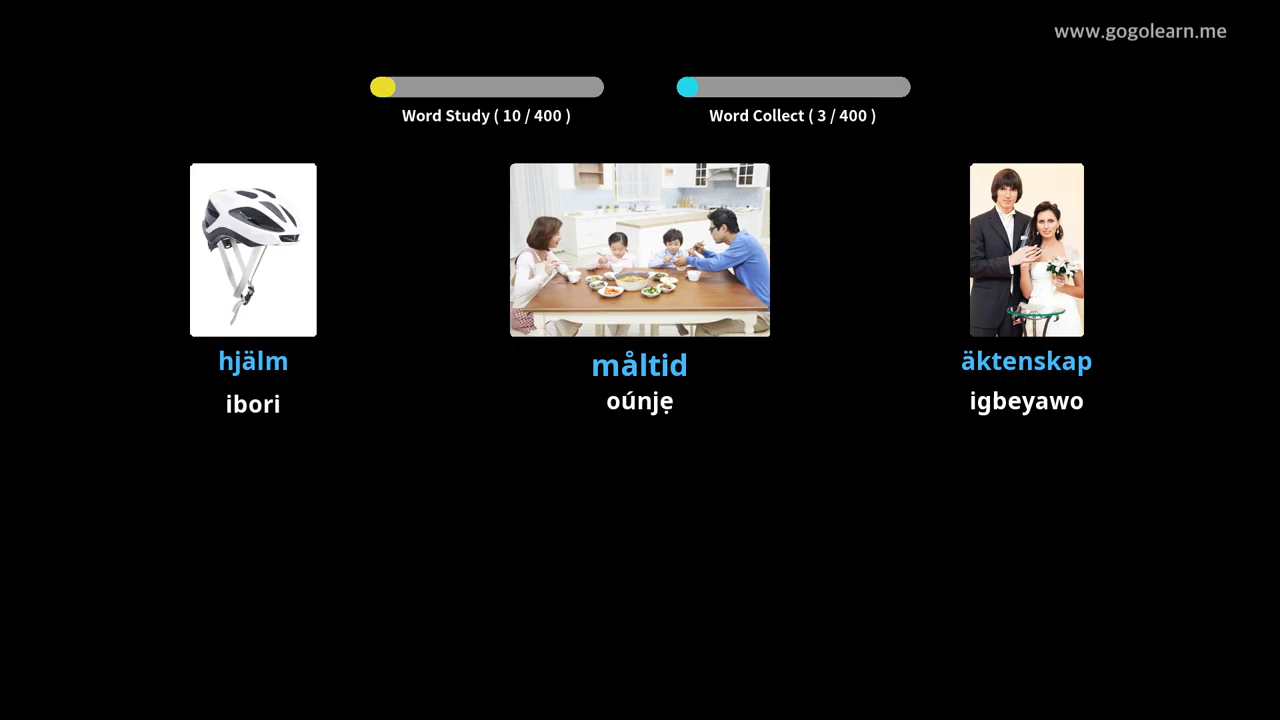 www.gogolearn.me
Word Study ( 10 / 400 )
Word Collect ( 3 / 400 )
hjälm
måltid
äktenskap
ibori
oúnjẹ
igbeyawo